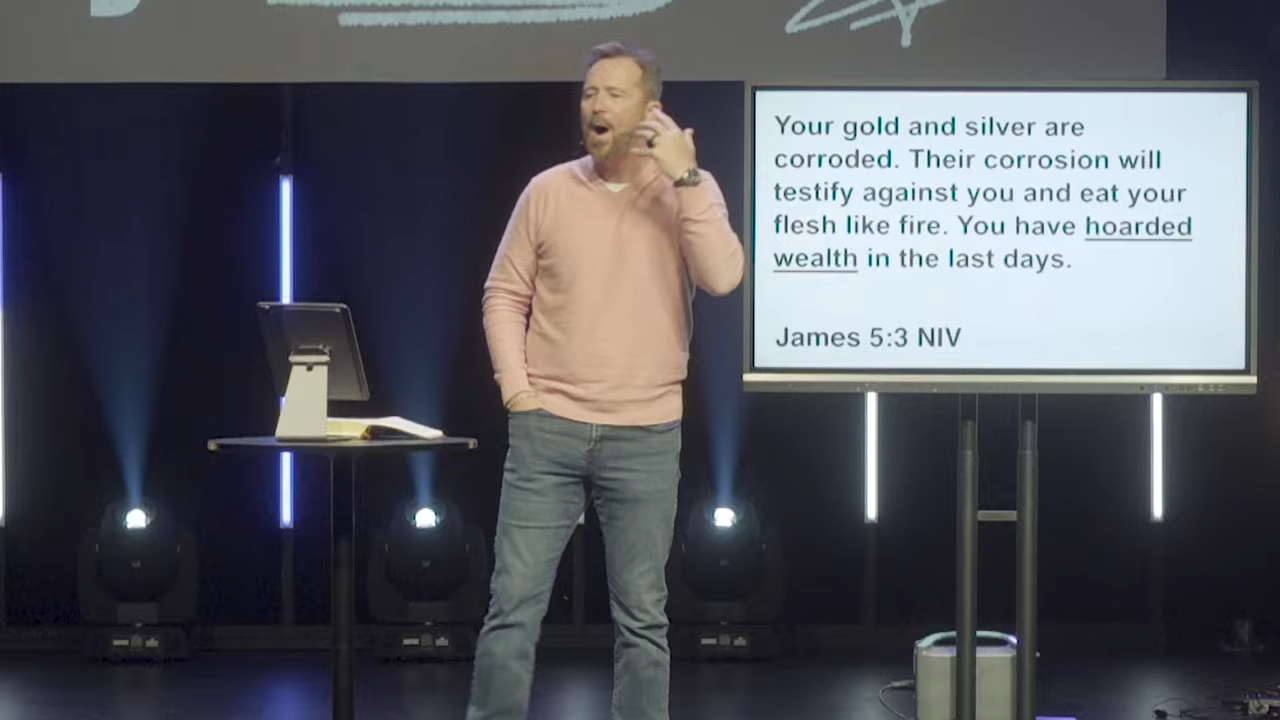 Your gold and silver are
corroded. Their corrosion will
testify against you and eat your
flesh like fire. You have hoarded
wealth in the last days.
James 5:3 NIV